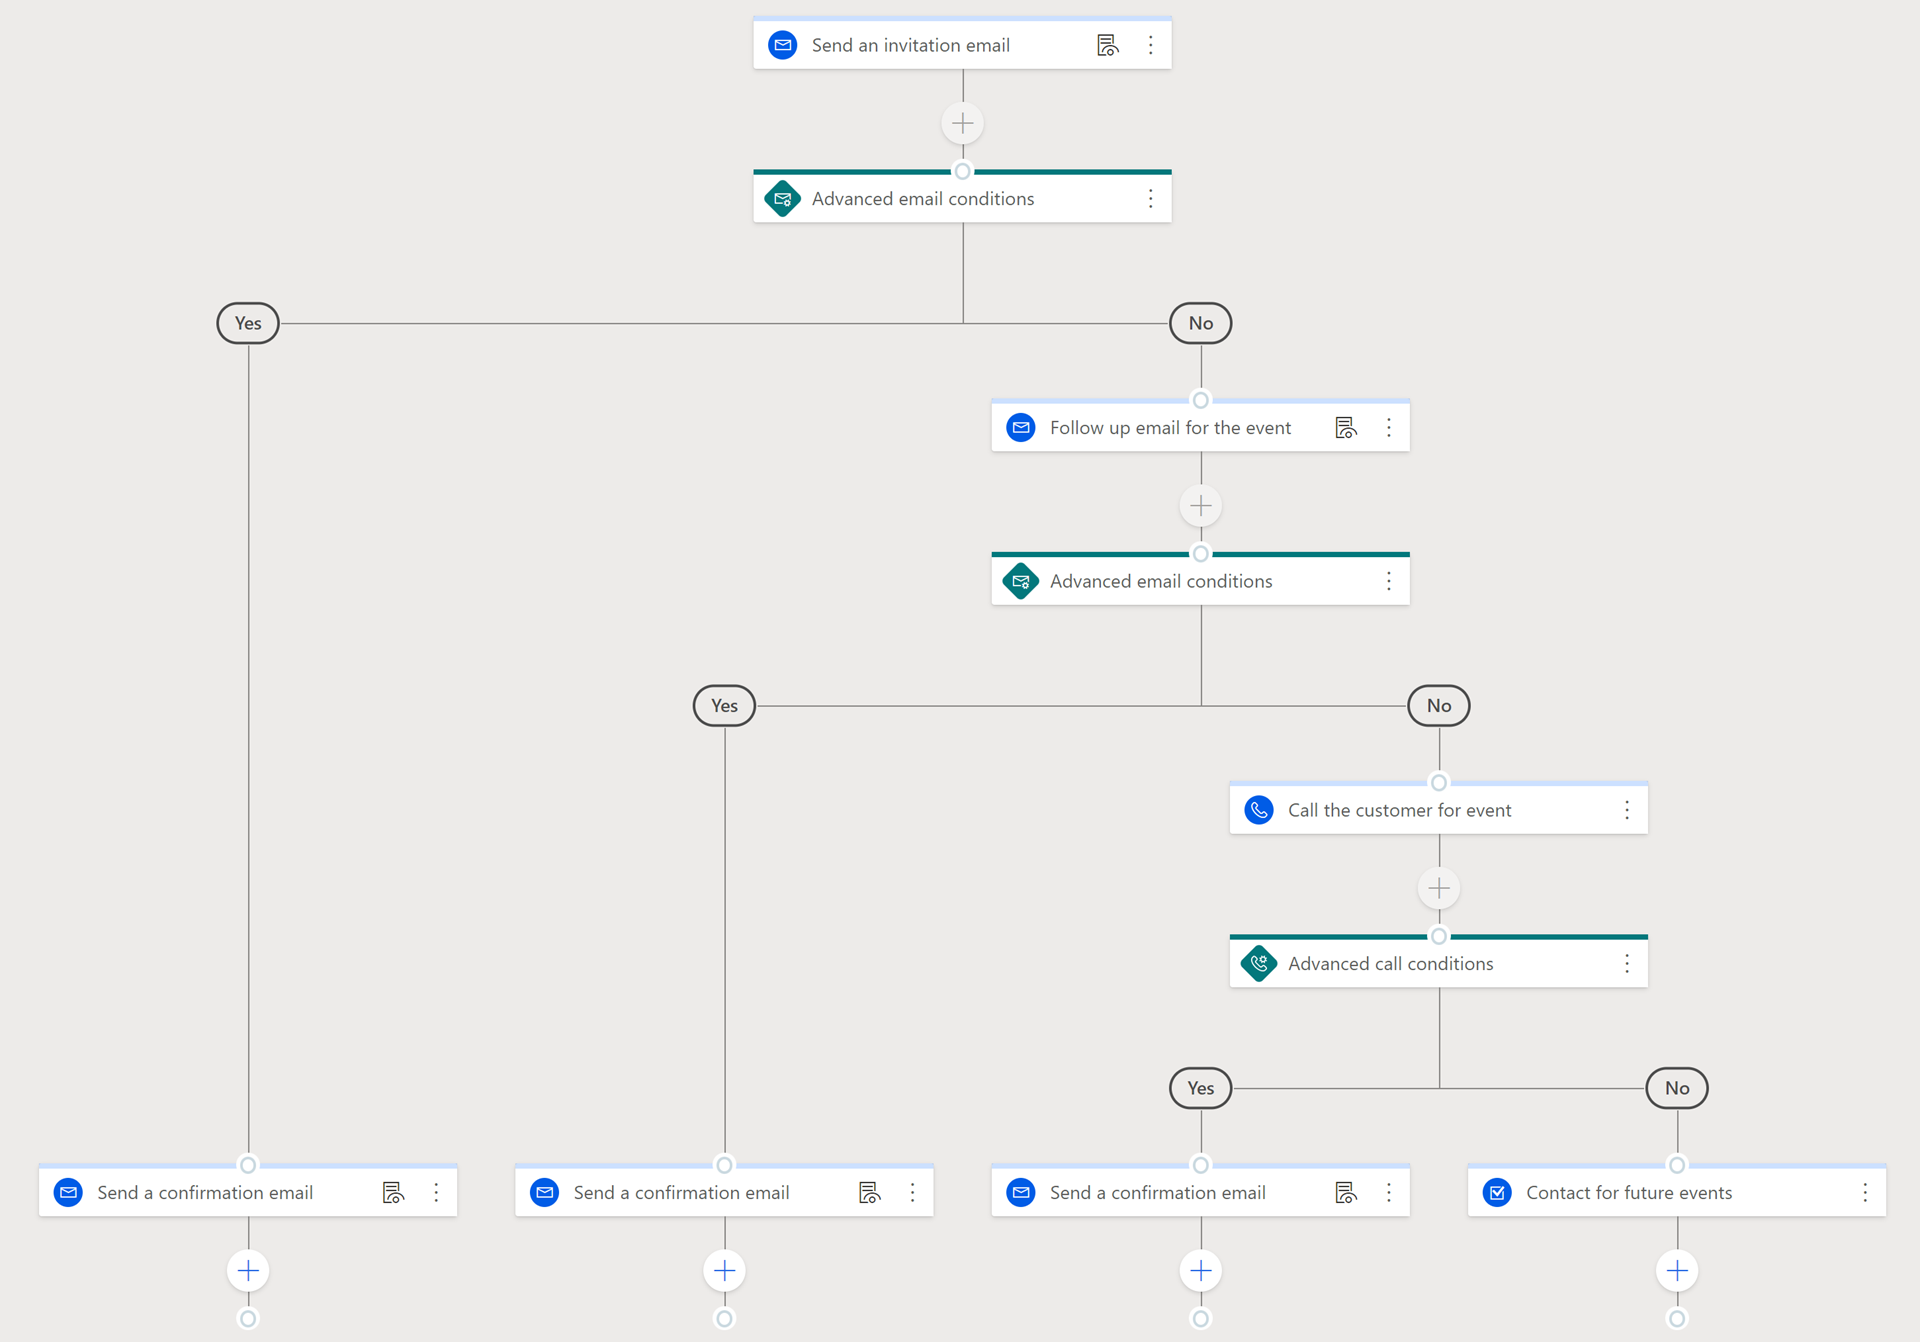 Send an invitation email
Advanced email conditions
Yes
No
Follow up email for the event
Advanced email conditions
Yes
No
Call the customer for event
Advanced call conditions
Yes
No
Send a confirmation email
Send a confirmation email
Send a confirmation email
Contact for future events